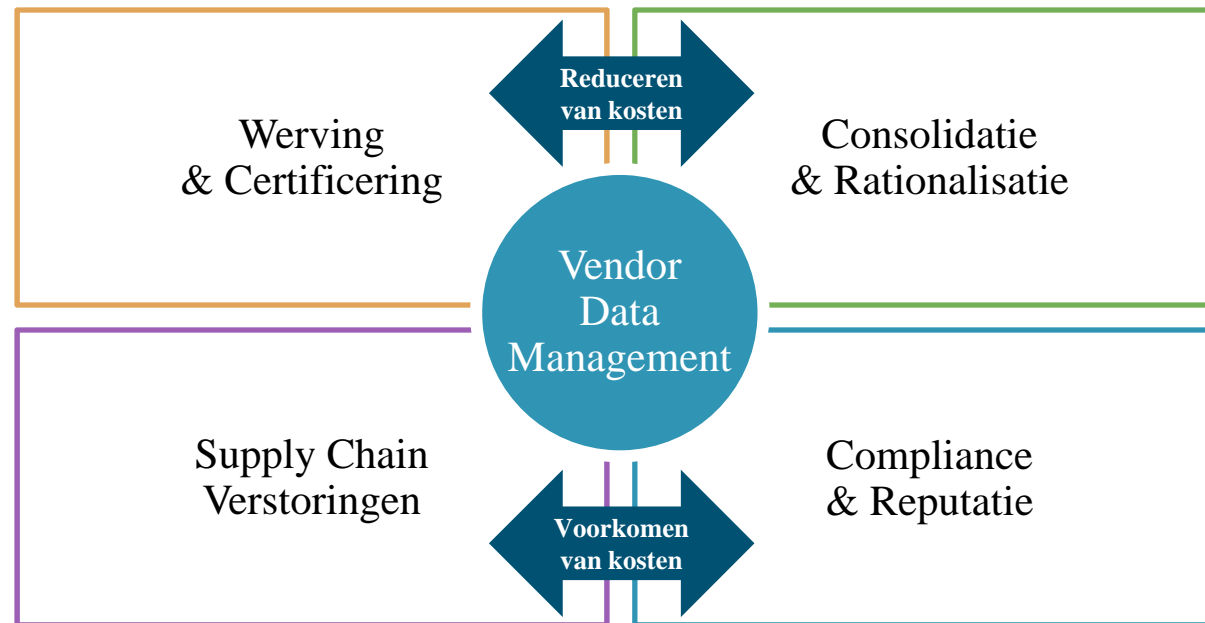 Reduceren
van kosten
Werving
& Certificering
Consolidatie
& Rationalisatie
Vendor
Data
Management
Supply Chain
Verstoringen
Compliance
& Reputatie
Voorkomen
van kosten